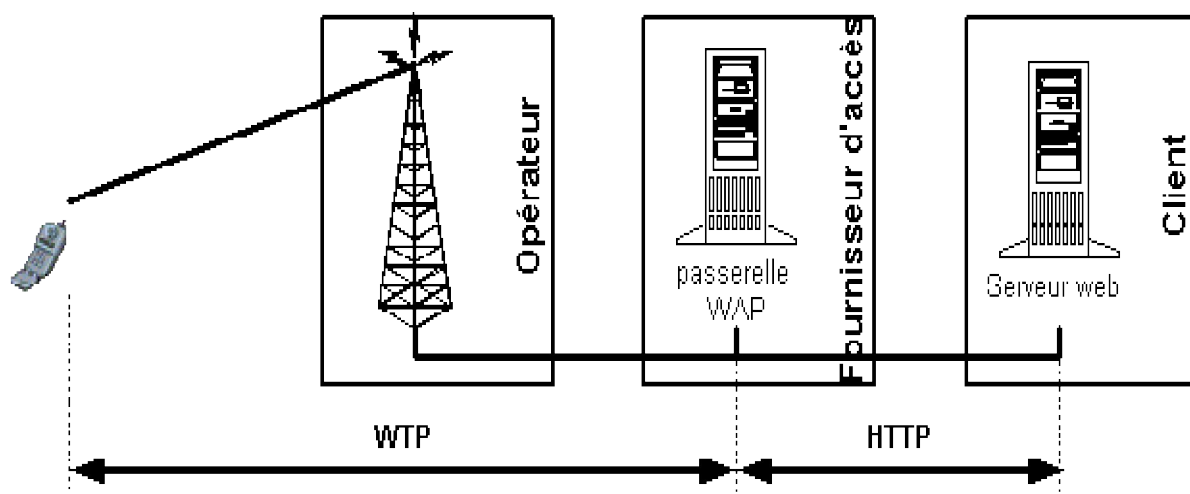 Opérateur
passerelle
WAP
Fournisseur d'accès
Serveur web
Client
WTP
HTTP